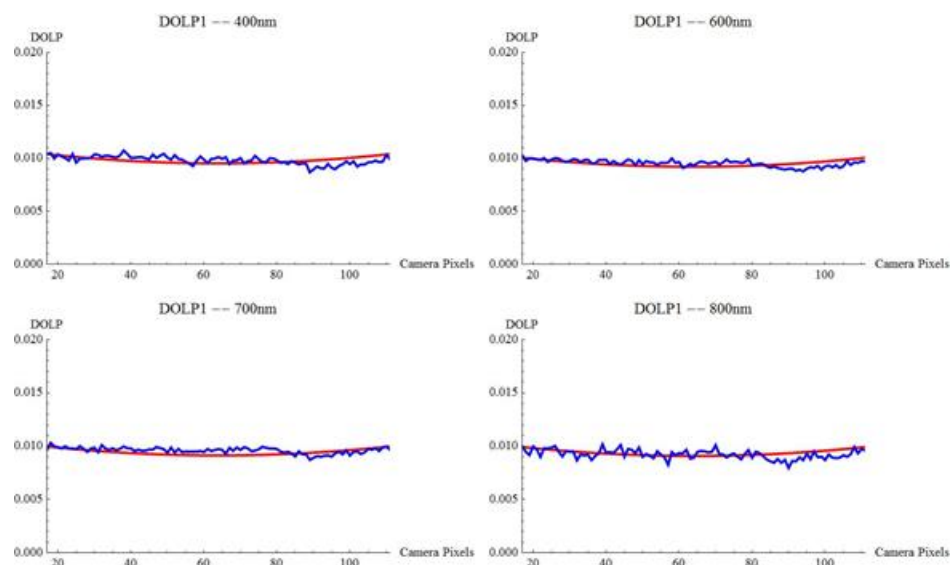 DOLP1 −− 400nm
DOLP
0.020
0.015
0.010
0.005
0.000
20 40 60 80 100
Camera Pixels
DOLP1 −− 600nm
DOLP
0.020
0.015
0.010
0.005
0.000
20 40 60 80 100
Camera Pixels
DOLP1 −− 700nm
DOLP
0.020
0.015
0.010
0.005
0.000
20 40 60 80 100
Camera Pixels
DOLP1 −− 800nm
DOLP
0.020
0.015
0.010
0.005
0.000
20 40 60 80 100
Camera Pixels